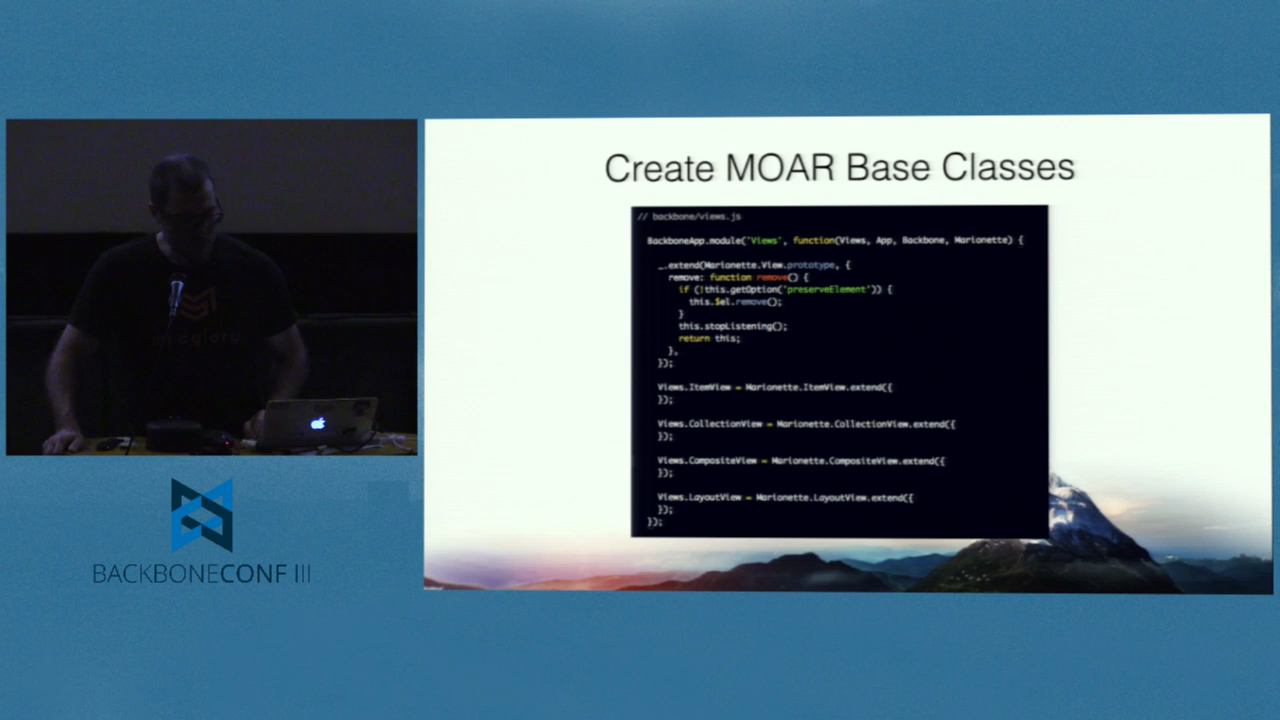 Create MOAR Base Classes
// backbone/views.js
BackboneApp.module('Views', function(Views, App, Backbone, Marionette) {
_.extend(Marionette.View.prototype, {
remove: function remove() {
if (!this.getOption('preserveElement')) {
this.$el.remove();
}
this.stopListening();
return this;
},
});
Views.ItemView = Marionette.ItemView.extend({
});
Views.CollectionView = Marionette.CollectionView.extend({
});
Views.CompositeView = Marionette.CompositeView.extend({
});
Views.LayoutView = Marionette.LayoutView.extend({
});
});
BACKBONECONF III